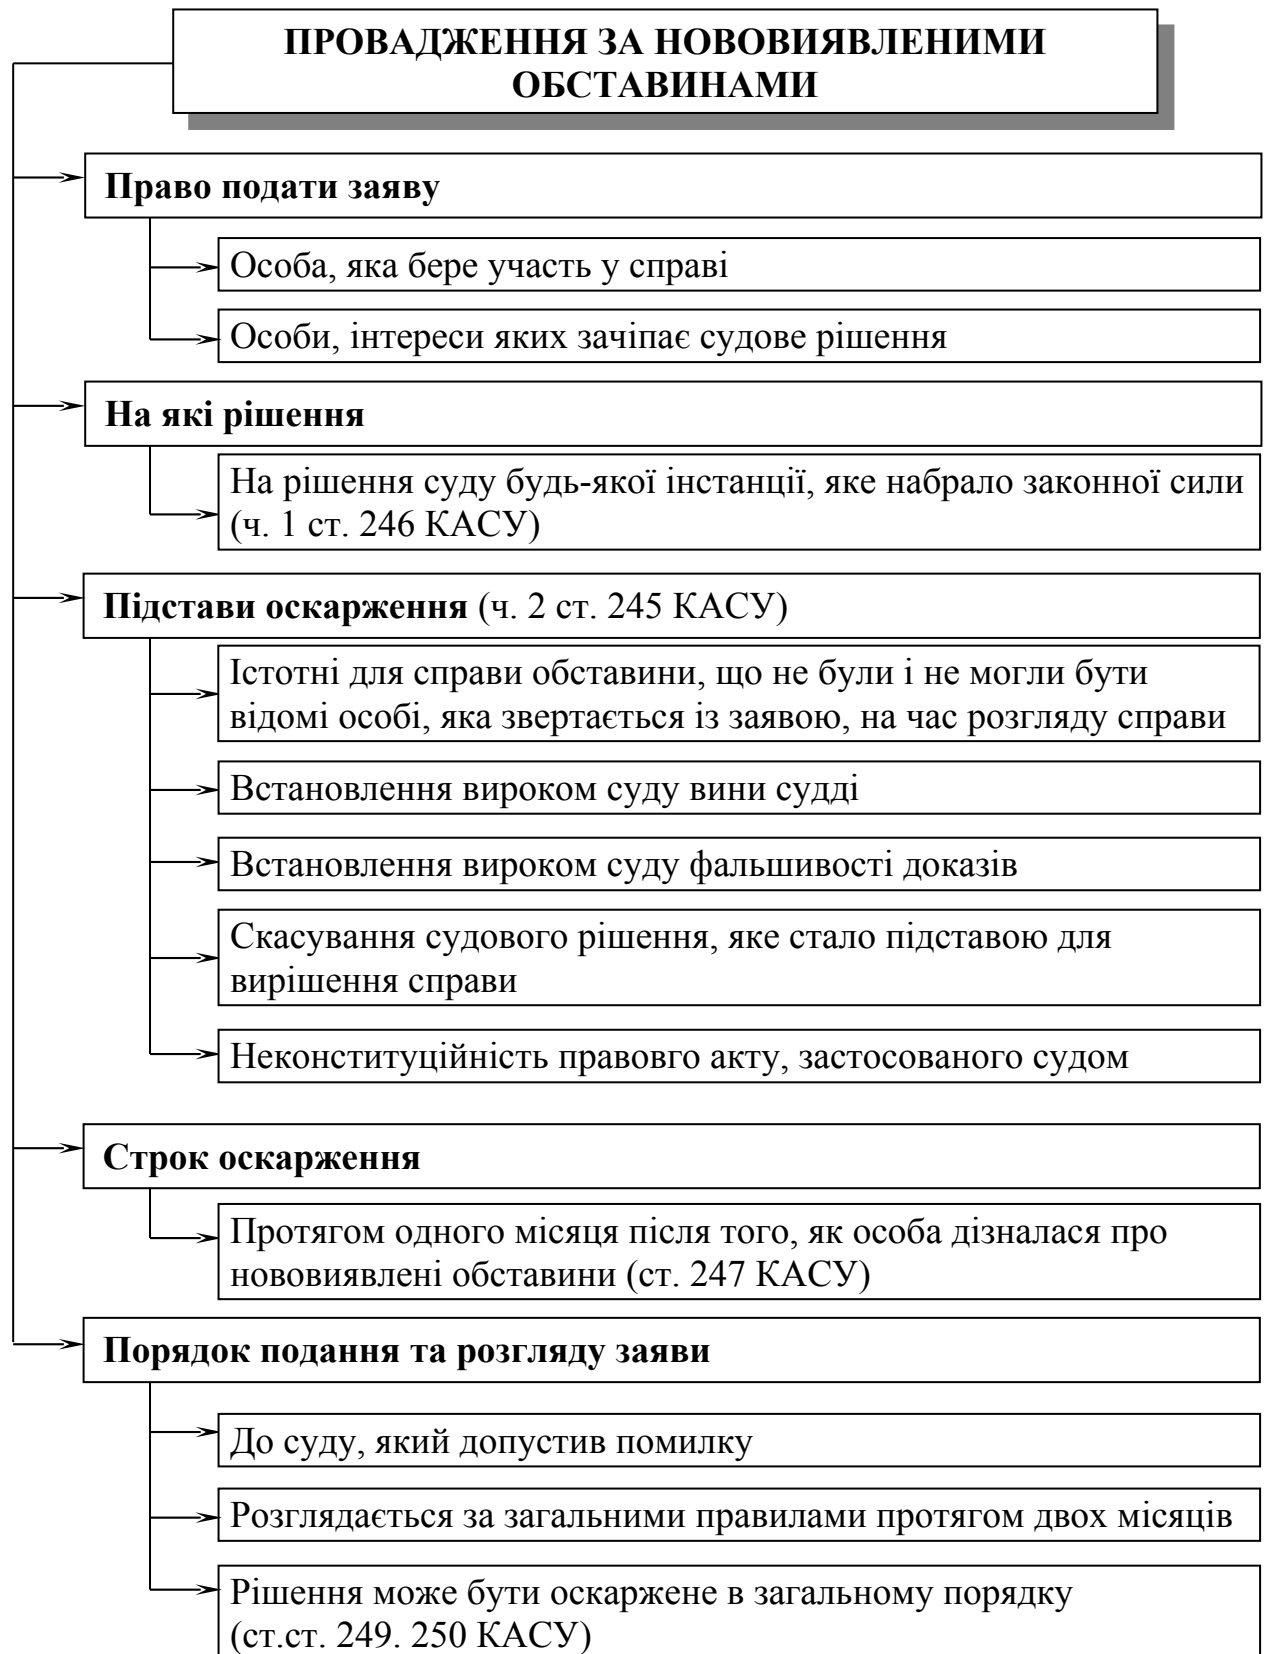 ПРОВАДЖЕННЯ ЗА НОВОВИЯВЛЕНИМИ
ОБСТАВИНАМИ
Право подати заяву
Особа, яка бере участь у справі
Особи, інтереси яких зачіпає судове рішення
На які рішення
На рішення суду будь-якої інстанції, яке набрало законної сили
(ч. 1 ст. 246 КАСУ)
Підстави оскарження (ч. 2 ст. 245 КАСУ)
Істотні для справи обставини, що не були і не могли бути
відомі особі, яка звертається із заявою, на час розгляду справи
Встановлення вироком суду вини судді
Встановлення вироком суду фальшивості доказів
Скасування судового рішення, яке стало підставою для
вирішення справи
Неконституційність правовго акту, застосованого судом
Строк оскарження
Протягом одного місяця після того, як особа дізналася про
нововиявлені обставини (ст. 247 КАСУ)
Порядок подання та розгляду заяви
До суду, який допустив помилку
Розглядається за загальними правилами протягом двох місяців
Рішення може бути оскаржене в загальному порядку
(ст.ст. 249. 250 КАСУ)